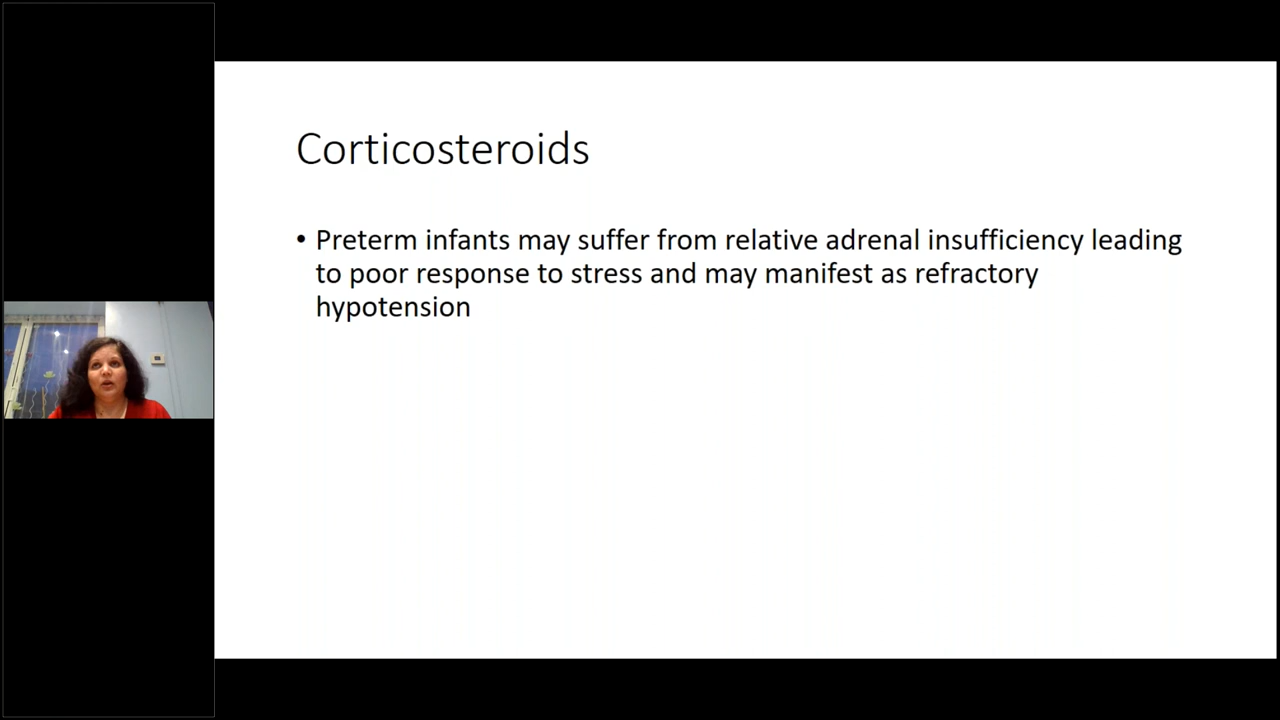 Corticosteroids
• Preterm infants may suffer from relative adrenal insufficiency leading
to poor response to stress and may manifest as refractory
hypotension